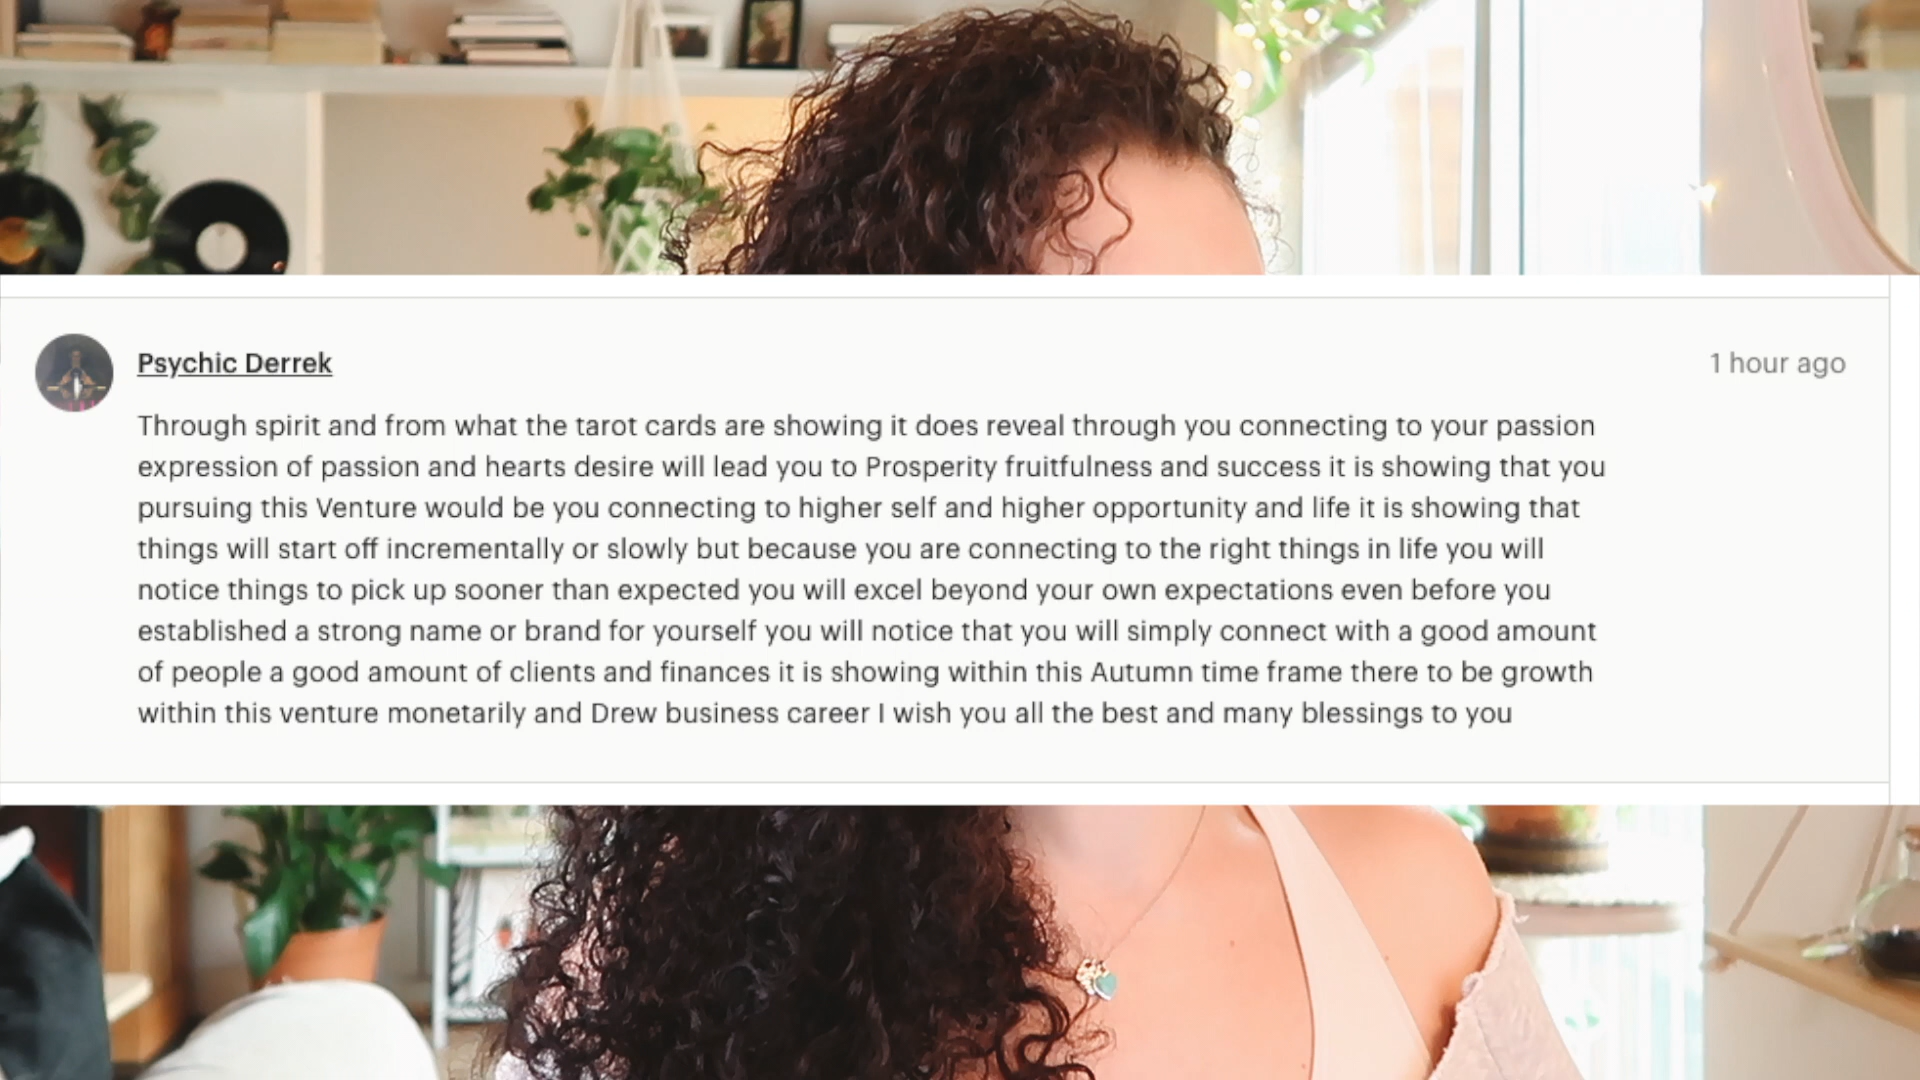 Psychic Derrek
1 hour ago
Through spirit and from what the tarot cards are showing it does reveal through you connecting to your passion
expression of passion and hearts desire will lead you to Prosperity fruitfulness and success it is showing that you
pursuing this Venture would be you connecting to higher self and higher opportunity and life it is showing that
things will start off incrementally or slowly but because you are connecting to the right things in life you will
notice things to pick up sooner than expected you will excel beyond your own expectations even before you
established a strong name or brand for yourself you will notice that you will simply connect with a good amount
of people a good amount of clients and finances it is showing within this Autumn time frame there to be growth
within this venture monetarily and Drew business career I wish you all the best and many blessings to you